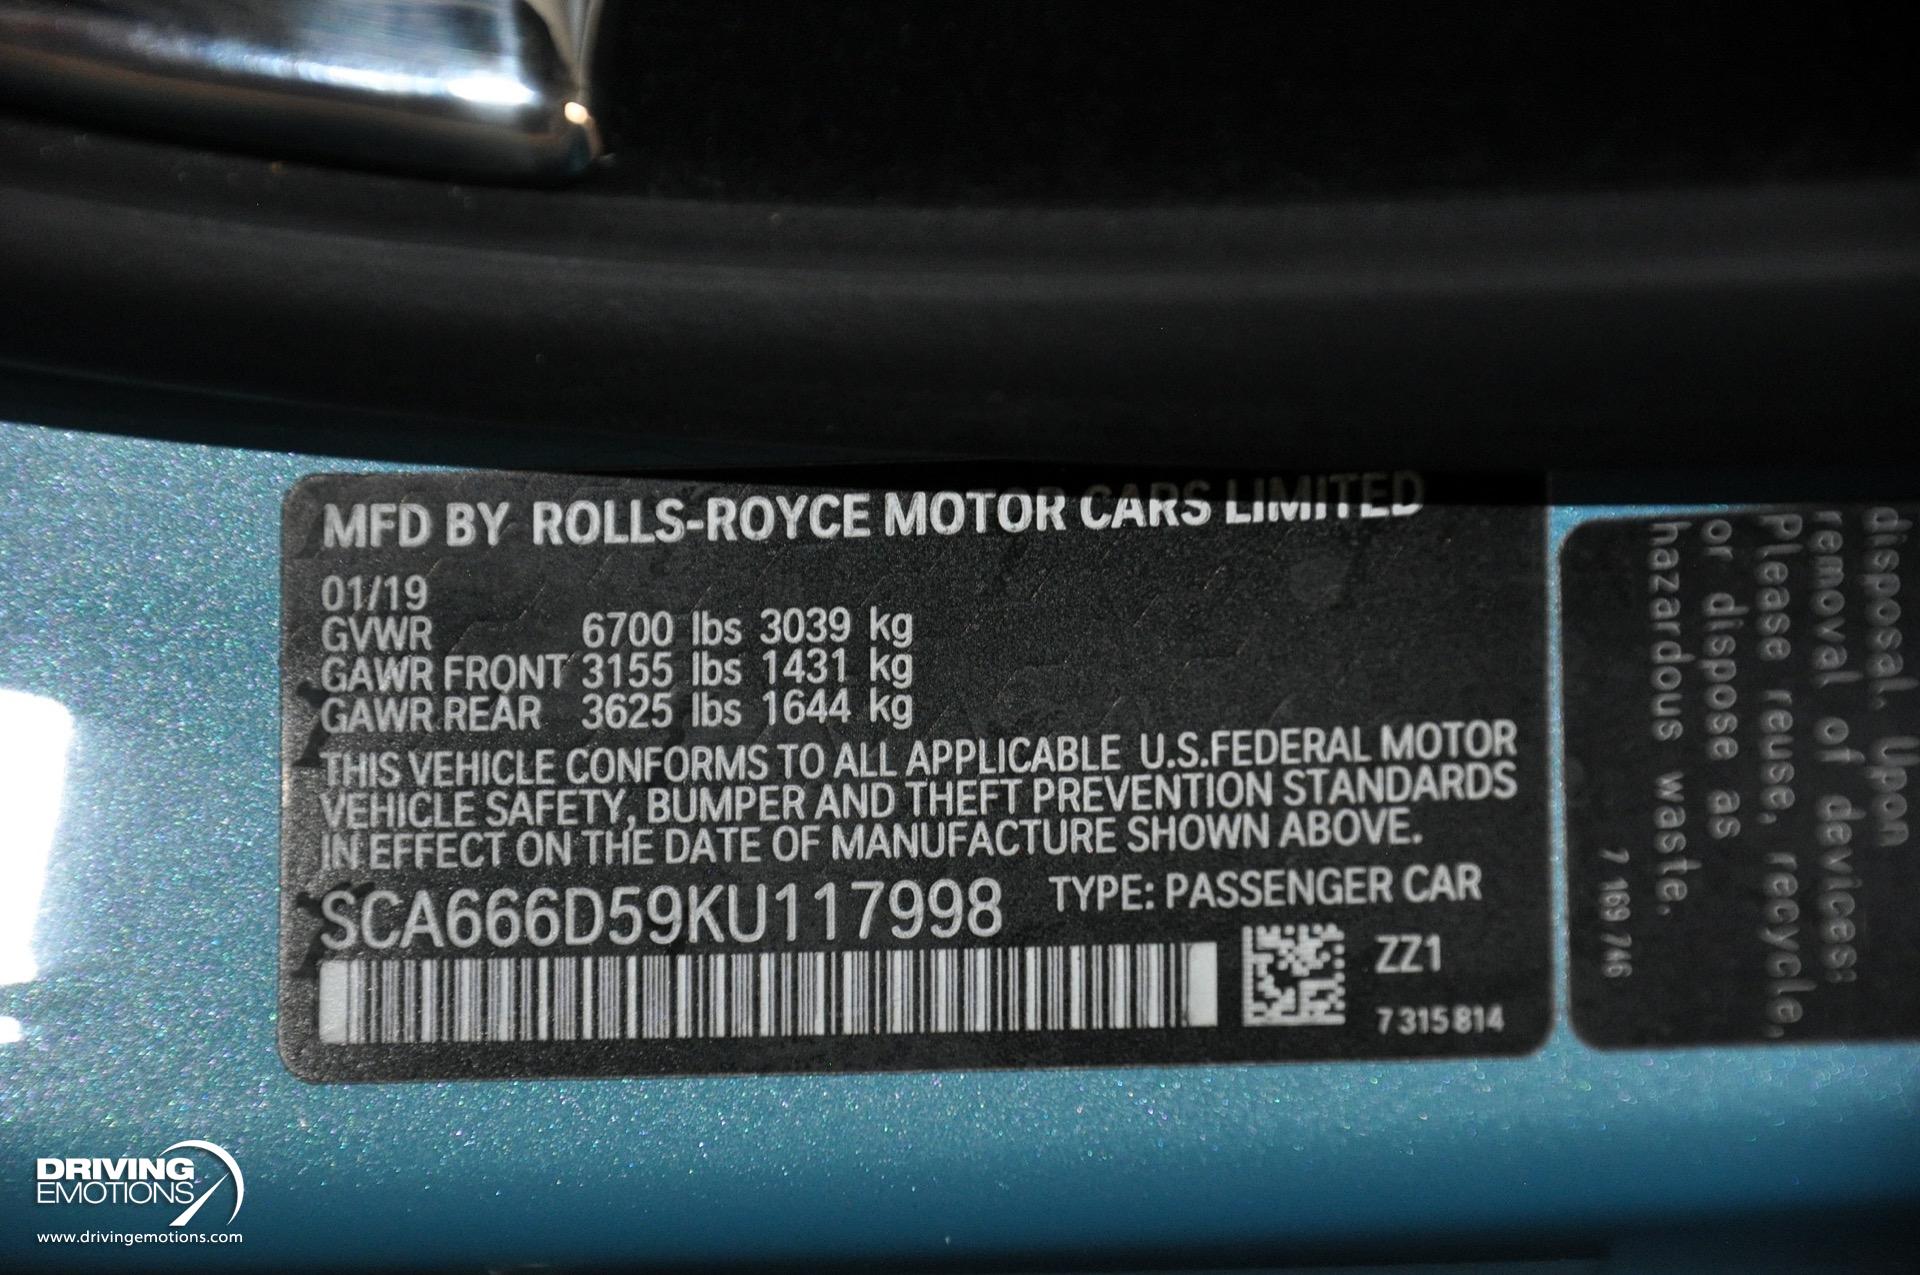 MFD BY ROLLS-ROYCE MOTOR CARS LIMITED
01/19
GVWR 6700 lbs 3039 kg
GAWR FRONT 3155 lbs 1431 kg
GAWR REAR 3625 lbs 1644 kg
THIS VEHICLE CONFORMS TO ALL APPLICABLE U.S.FEDERAL MOTOR
VEHICLE SAFETY, BUMPER AND THEFT PREVENTION STANDARDS
IN EFFECT ON THE DATE OF MANUFACTURE SHOWN ABOVE.
SCA666D59KU117998 TYPE: PASSENGER CAR
ZZ1
7 315 814
disposal. Upon
removal of devices:
Please reuse, recycle,
or dispose as
hazardous waste.
7 169 746
DRIVING
EMOTIONS
www.drivingemotions.com